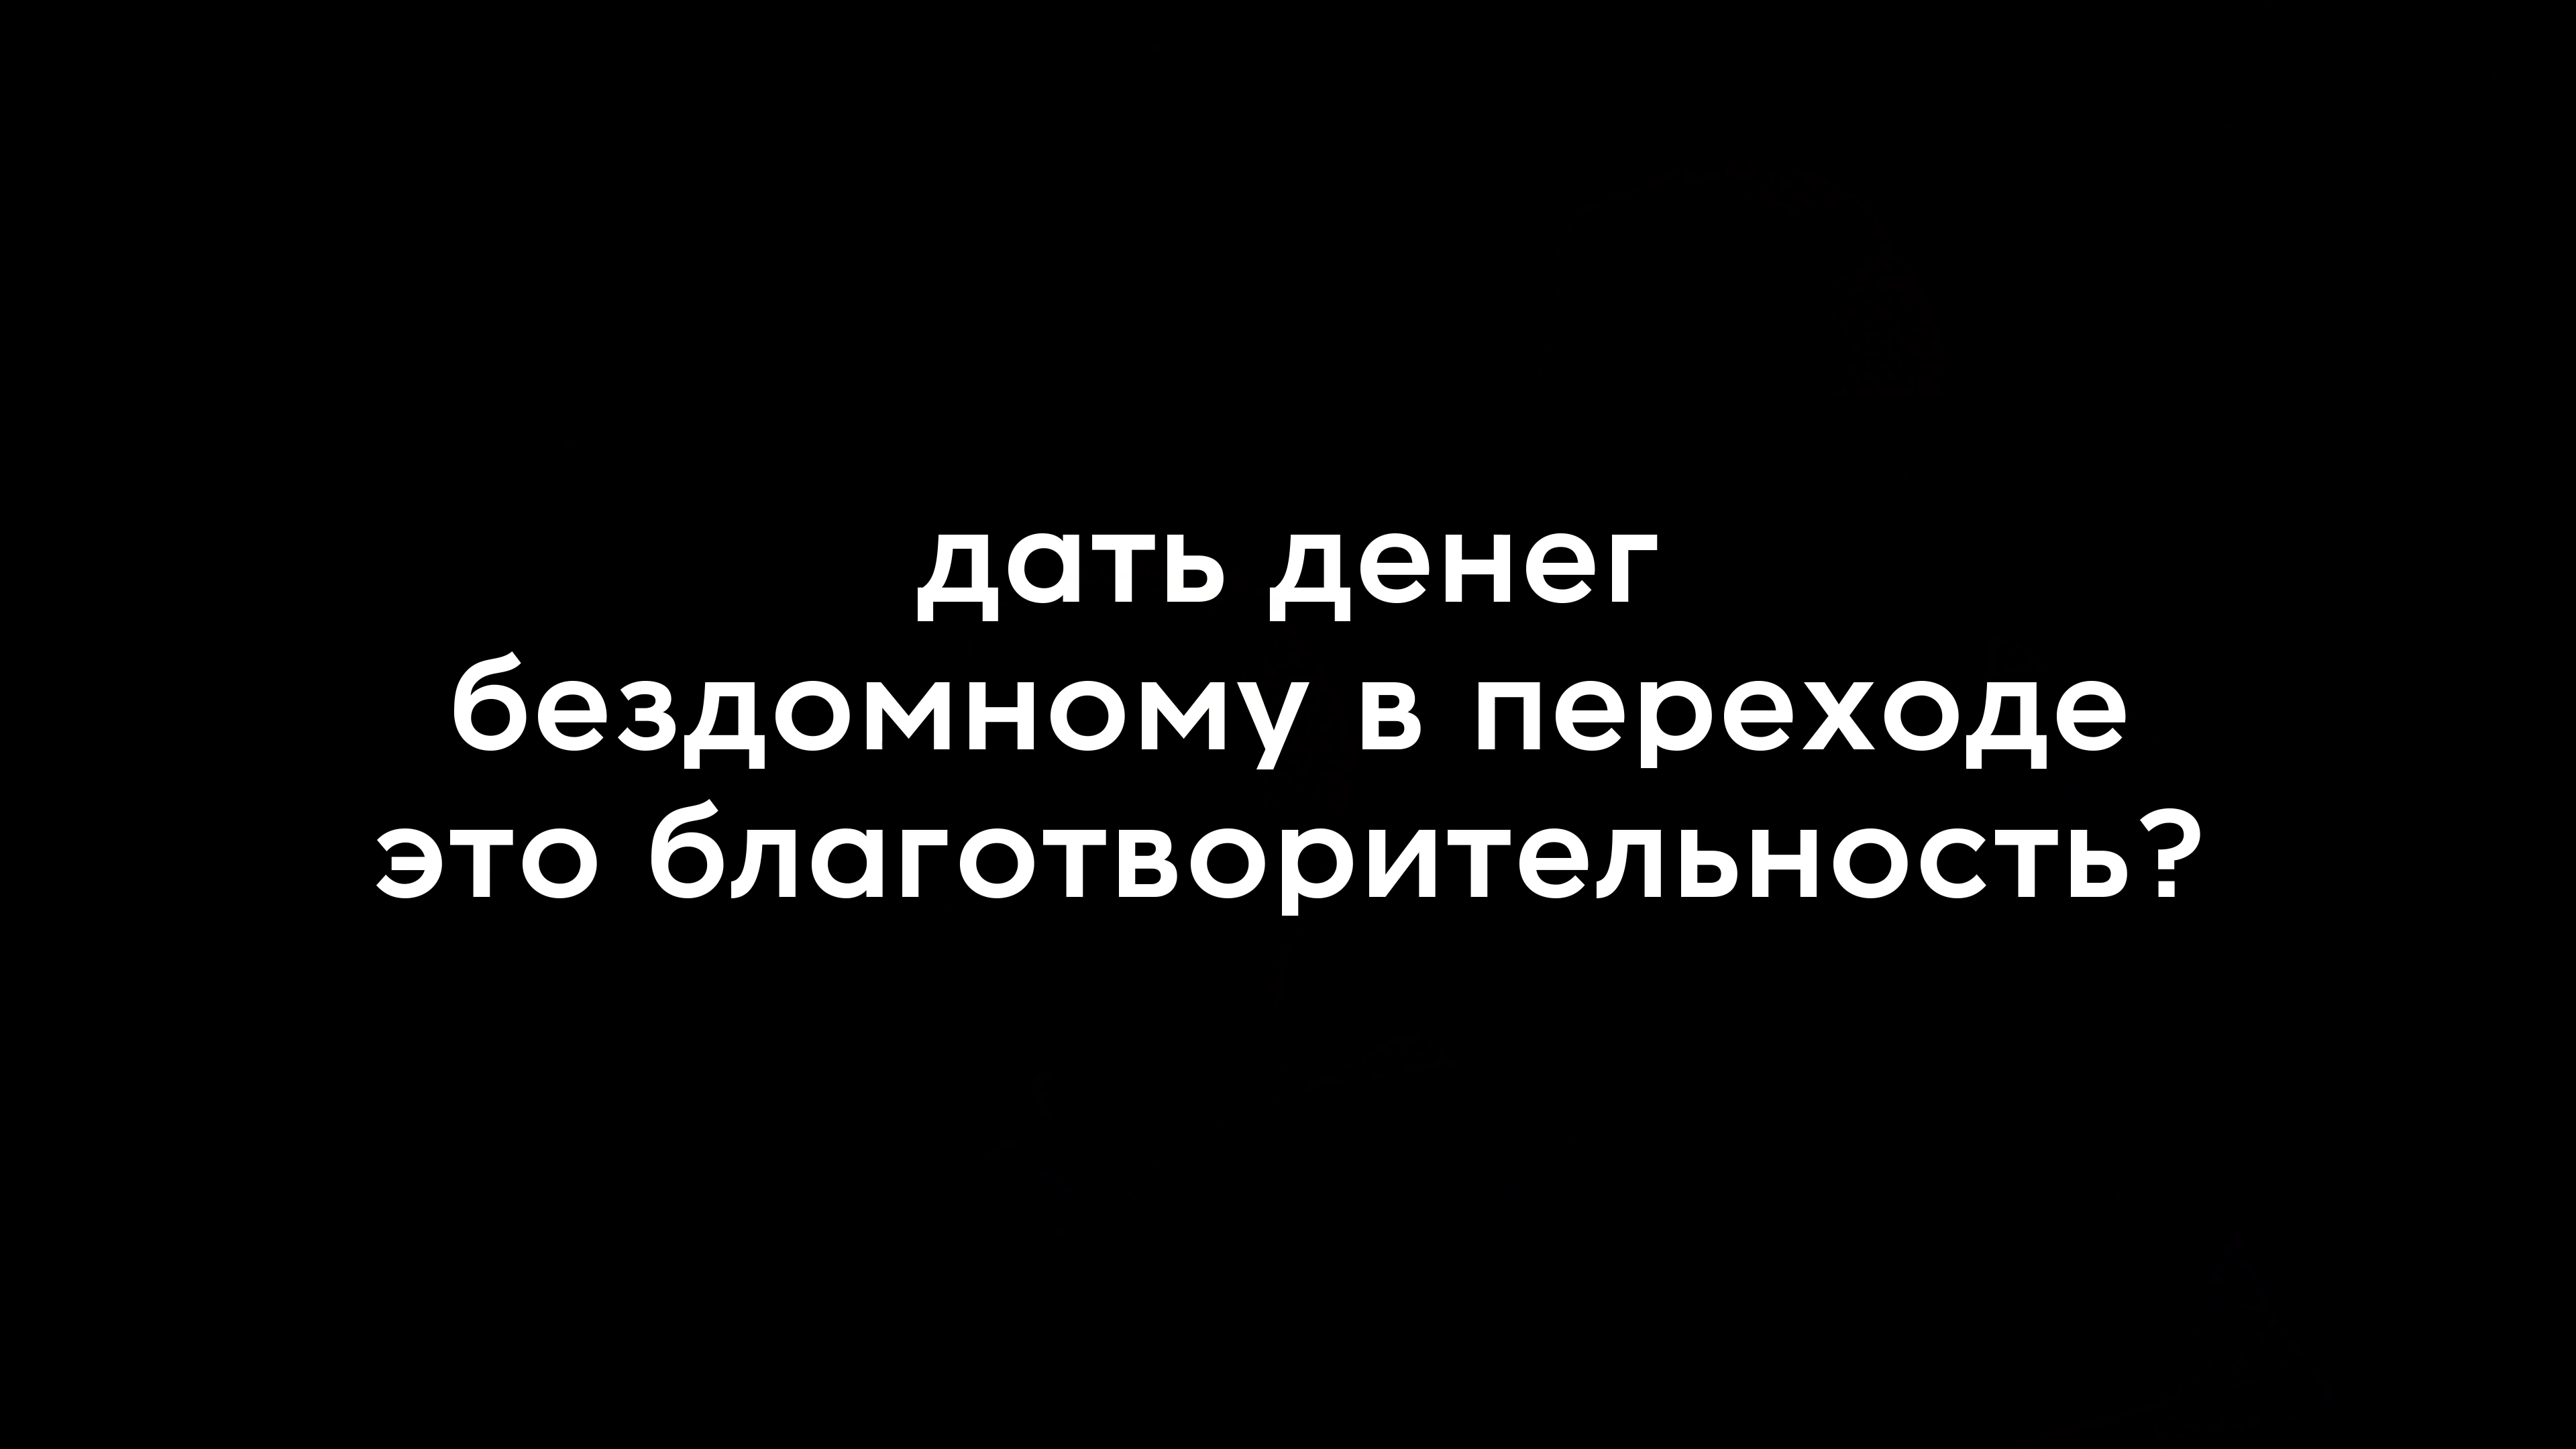 дать денег
бездомному в переходе
это благотворительность?